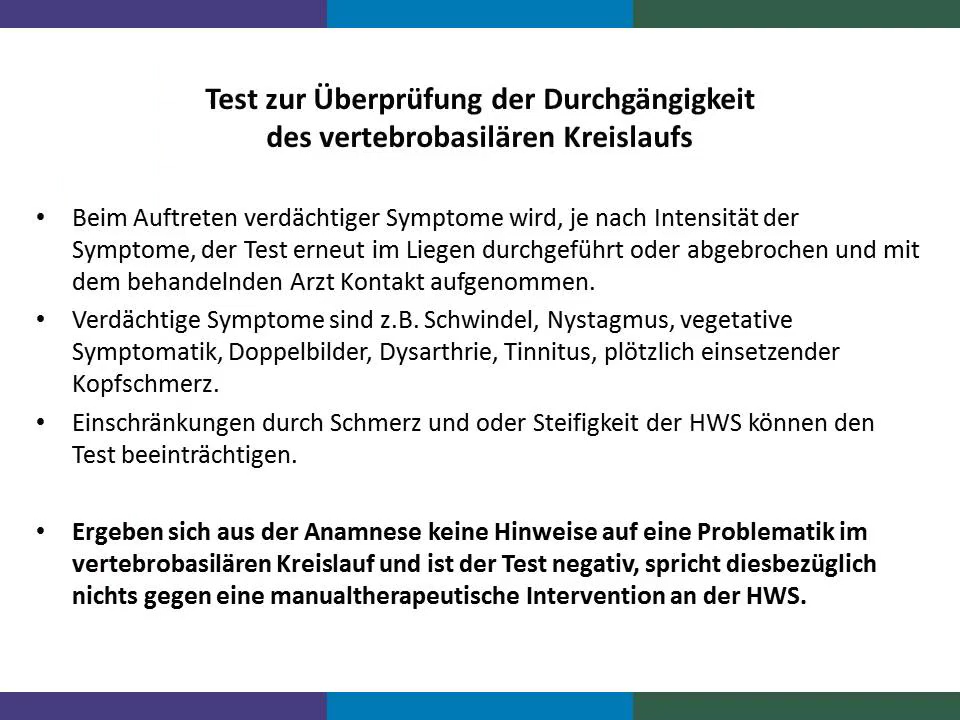 Test zur Überprüfung der Durchgängigkeit
des vertebrobasilären Kreislaufs
• Beim Auftreten verdächtiger Symptome wird, je nach Intensität der
Symptome, der Test erneut im Liegen durchgeführt oder abgebrochen und mit
dem behandelnden Arzt Kontakt aufgenommen.
• Verdächtige Symptome sind z.B. Schwindel, Nystagmus, vegetative
Symptomatik, Doppelbilder, Dysarthrie, Tinnitus, plötzlich einsetzender
Kopfschmerz.
• Einschränkungen durch Schmerz und oder Steifigkeit der HWS können den
Test beeinträchtigen.
• Ergeben sich aus der Anamnese keine Hinweise auf eine Problematik im
vertebrobasilären Kreislauf und ist der Test negativ, spricht diesbezüglich
nichts gegen eine manualtherapeutische Intervention an der HWS.